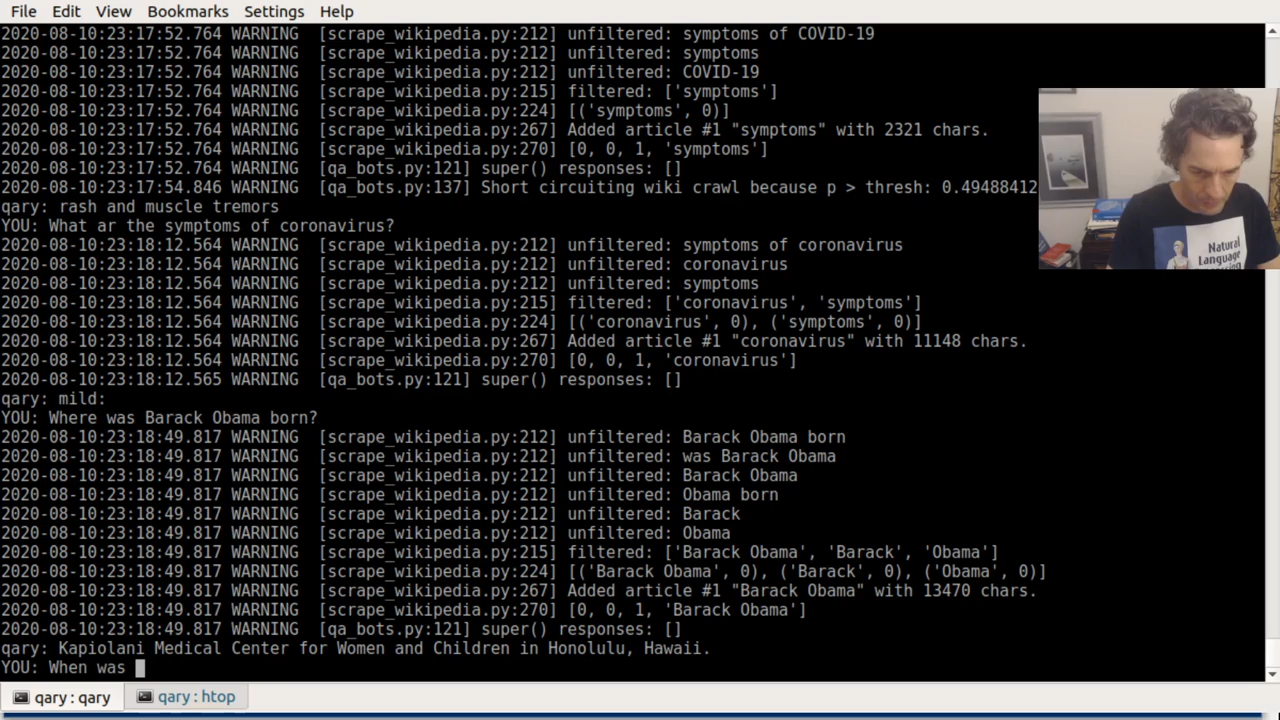 File Edit View Bookmarks Settings Help
2020-08-10:23:17:52.764 WARNING [scrape_wikipedia.py:212] unfiltered: symptoms of COVID-19
2020-08-10:23:17:52.764 WARNING [scrape_wikipedia.py:212] unfiltered: symptoms
2020-08-10:23:17:52.764 WARNING [scrape_wikipedia.py:212] unfiltered: COVID-19
2020-08-10:23:17:52.764 WARNING [scrape_wikipedia.py:215] filtered: ['symptoms']
2020-08-10:23:17:52.764 WARNING [scrape_wikipedia.py:224] [('symptoms', 0)]
2020-08-10:23:17:52.764 WARNING [scrape_wikipedia.py:267] Added article #1 "symptoms" with 2321 chars.
2020-08-10:23:17:52.764 WARNING [scrape_wikipedia.py:270] [0, 0, 1, 'symptoms']
2020-08-10:23:17:52.764 WARNING [qa_bots.py:121] super() responses: []
2020-08-10:23:17:54.846 WARNING [qa_bots.py:137] Short circuiting wiki crawl because p > thresh: 0.49488412
qary: rash and muscle tremors
YOU: What ar the symptoms of coronavirus?
2020-08-10:23:18:12.564 WARNING [scrape_wikipedia.py:212] unfiltered: symptoms of coronavirus
2020-08-10:23:18:12.564 WARNING [scrape_wikipedia.py:212] unfiltered: coronavirus
2020-08-10:23:18:12.564 WARNING [scrape_wikipedia.py:212] unfiltered: symptoms
2020-08-10:23:18:12.564 WARNING [scrape_wikipedia.py:215] filtered: ['coronavirus', 'symptoms']
2020-08-10:23:18:12.564 WARNING [scrape_wikipedia.py:224] [('coronavirus', 0), ('symptoms', 0)]
2020-08-10:23:18:12.564 WARNING [scrape_wikipedia.py:267] Added article #1 "coronavirus" with 11148 chars.
2020-08-10:23:18:12.564 WARNING [scrape_wikipedia.py:270] [0, 0, 1, 'coronavirus']
2020-08-10:23:18:12.565 WARNING [qa_bots.py:121] super() responses: []
qary: mild:
YOU: Where was Barack Obama born?
2020-08-10:23:18:49.817 WARNING [scrape_wikipedia.py:212] unfiltered: Barack Obama born
2020-08-10:23:18:49.817 WARNING [scrape_wikipedia.py:212] unfiltered: was Barack Obama
2020-08-10:23:18:49.817 WARNING [scrape_wikipedia.py:212] unfiltered: Barack Obama
2020-08-10:23:18:49.817 WARNING [scrape_wikipedia.py:212] unfiltered: Obama born
2020-08-10:23:18:49.817 WARNING [scrape_wikipedia.py:212] unfiltered: Barack
2020-08-10:23:18:49.817 WARNING [scrape_wikipedia.py:212] unfiltered: Obama
2020-08-10:23:18:49.817 WARNING [scrape_wikipedia.py:215] filtered: ['Barack Obama', 'Barack', 'Obama']
2020-08-10:23:18:49.817 WARNING [scrape_wikipedia.py:224] [('Barack Obama', 0), ('Barack', 0), ('Obama', 0)]
2020-08-10:23:18:49.817 WARNING [scrape_wikipedia.py:267] Added article #1 "Barack Obama" with 13470 chars.
2020-08-10:23:18:49.817 WARNING [scrape_wikipedia.py:270] [0, 0, 1, 'Barack Obama']
2020-08-10:23:18:49.817 WARNING [qa_bots.py:121] super() responses: []
qary: Kapiolani Medical Center for Women and Children in Honolulu, Hawaii.
YOU: When was
qary : qary
qary : htop
Natural
Language